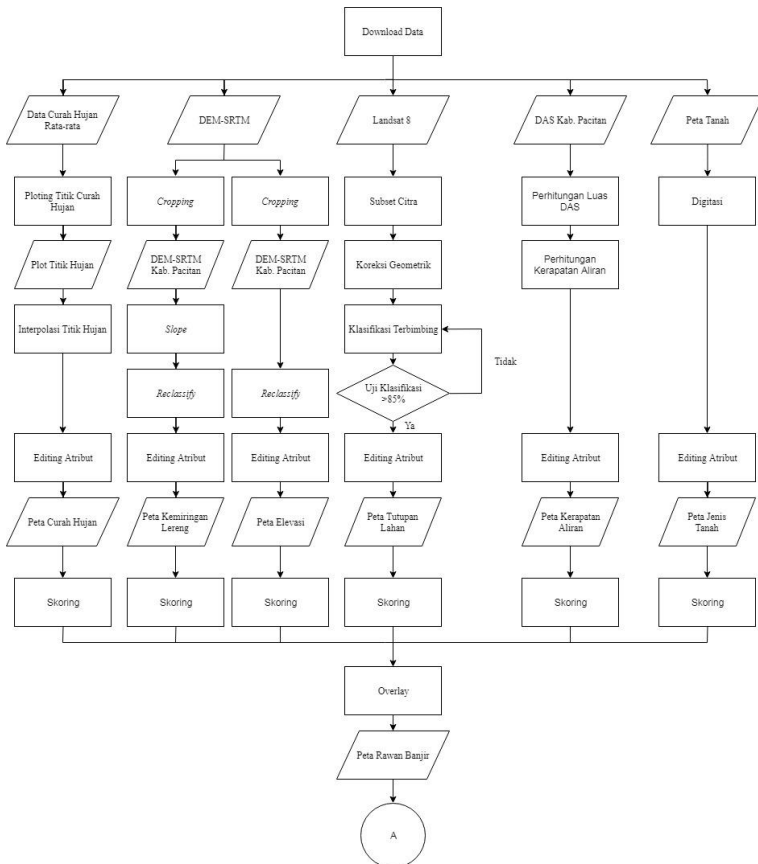 Download Data
Data Curah Hujan
Rata-rata
DEM-SRTM
Landsat 8
DAS Kab. Pacitan
Peta Tanah
Ploting Titik Curah
Hujan
Cropping
Cropping
Subset Citra
Perhitungan Luas
DAS
Digitasi
Plot Titik Hujan
DEM-SRTM
Kab. Pacitan
DEM-SRTM
Kab. Pacitan
Koreksi Geometrik
Perhitungan
Kerapatan Aliran
Interpolasi Titik Hujan
Slope
Klasifikasi Terbimbing
Tidak
Reclassify
Reclassify
Uji Klasifikasi
>85%
Ya
Editing Atribut
Editing Atribut
Editing Atribut
Editing Atribut
Editing Atribut
Editing Atribut
Peta Curah Hujan
Peta Kemiringan
Lereng
Peta Elevasi
Peta Tutupan
Lahan
Peta Kerapatan
Aliran
Peta Jenis
Tanah
Skoring
Skoring
Skoring
Skoring
Skoring
Skoring
Overlay
Peta Rawan Banjir
A